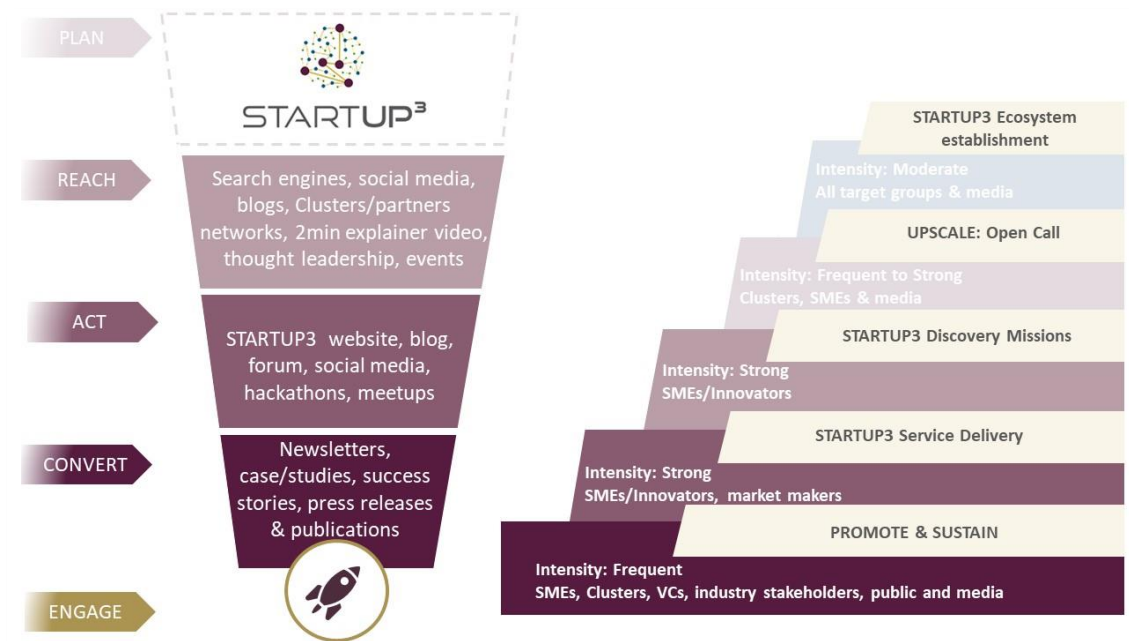 PLAN
STARTUP³
REACH
Search engines, social media,
blogs, Clusters/partners
networks, 2min explainer video,
thought leadership, events
ACT
STARTUP3 website, blog,
forum, social media,
hackathons, meetups
CONVERT
Newsletters,
case/studies, success
stories, press releases
& publications
ENGAGE
STARTUP3 Ecosystem
establishment
Intensity: Moderate
All target groups & media
UPSCALE: Open Call
Intensity: Frequent to Strong
Clusters, SMEs & media
STARTUP3 Discovery Missions
Intensity: Strong
SMEs/Innovators
STARTUP3 Service Delivery
Intensity: Strong
SMEs/Innovators, market makers
PROMOTE & SUSTAIN
Intensity: Frequent
SMEs, Clusters, VCs, industry stakeholders, public and media